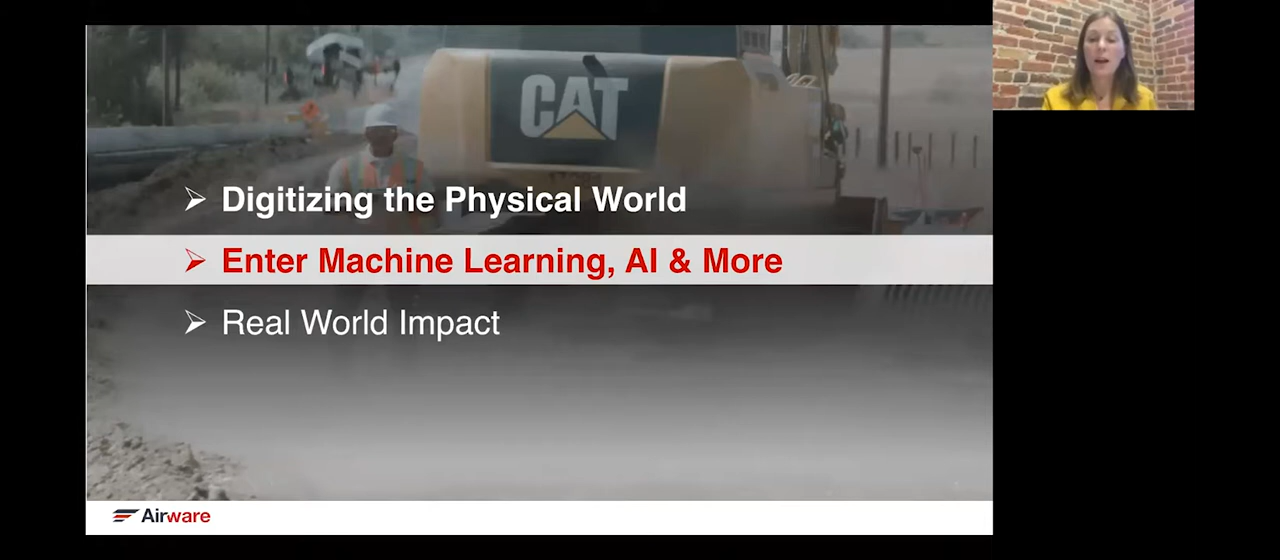 CAT
➢ Digitizing the Physical World
➢ Enter Machine Learning, AI & More
➢ Real World Impact
Airware